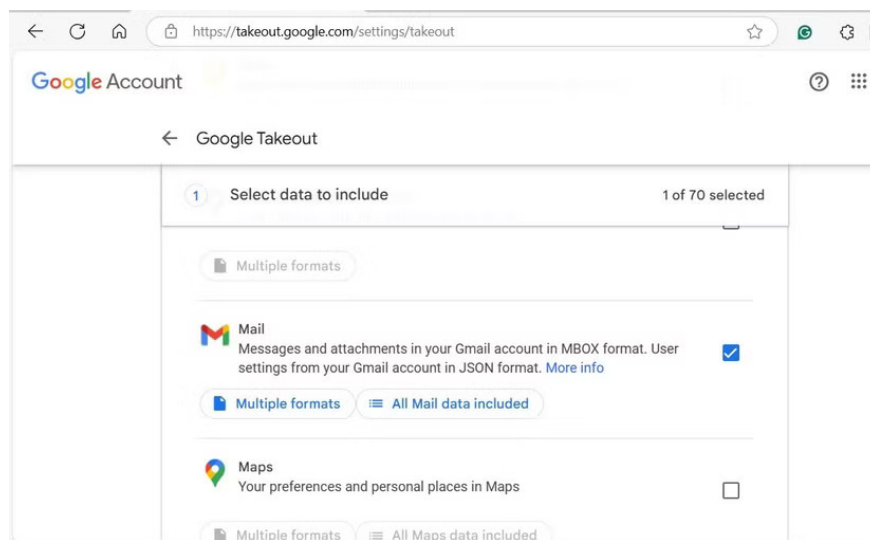 https://takeout.google.com/settings/takeout
Google Account
Google Takeout
1 Select data to include 1 of 70 selected
Multiple formats
Mail
Messages and attachments in your Gmail account in MBOX format. User
settings from your Gmail account in JSON format. More info
Multiple formats All Mail data included
Maps
Your preferences and personal places in Maps
Multiple formats All Maps data included